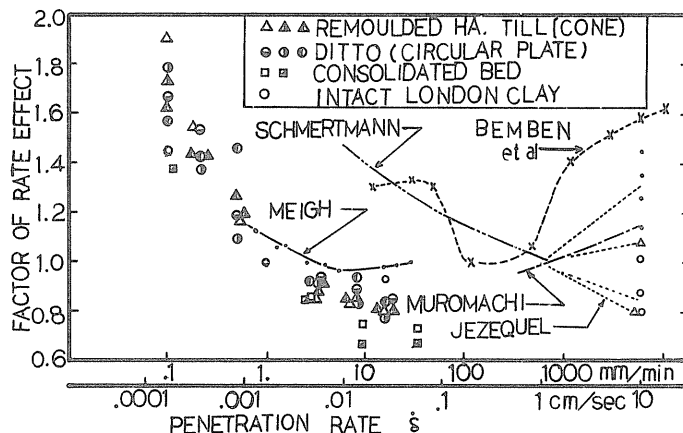 FACTOR OF RATE EFFECT
2.0
1.8
1.6
1.4
1.2
1.0
0.8
0.6
REMOULDED HA. TILL (CONE)
DITTO (CIRCULAR PLATE)
CONSOLIDATED BED
INTACT LONDON CLAY
SCHMERTMANN
BEMBEN
et al
MEIGH
MUROMACHI
JEZEQUEL
.1 1. 10 100 1000 mm/min
.0001 .001 .01 .1 1 cm/sec 10
PENETRATION RATE ṡ